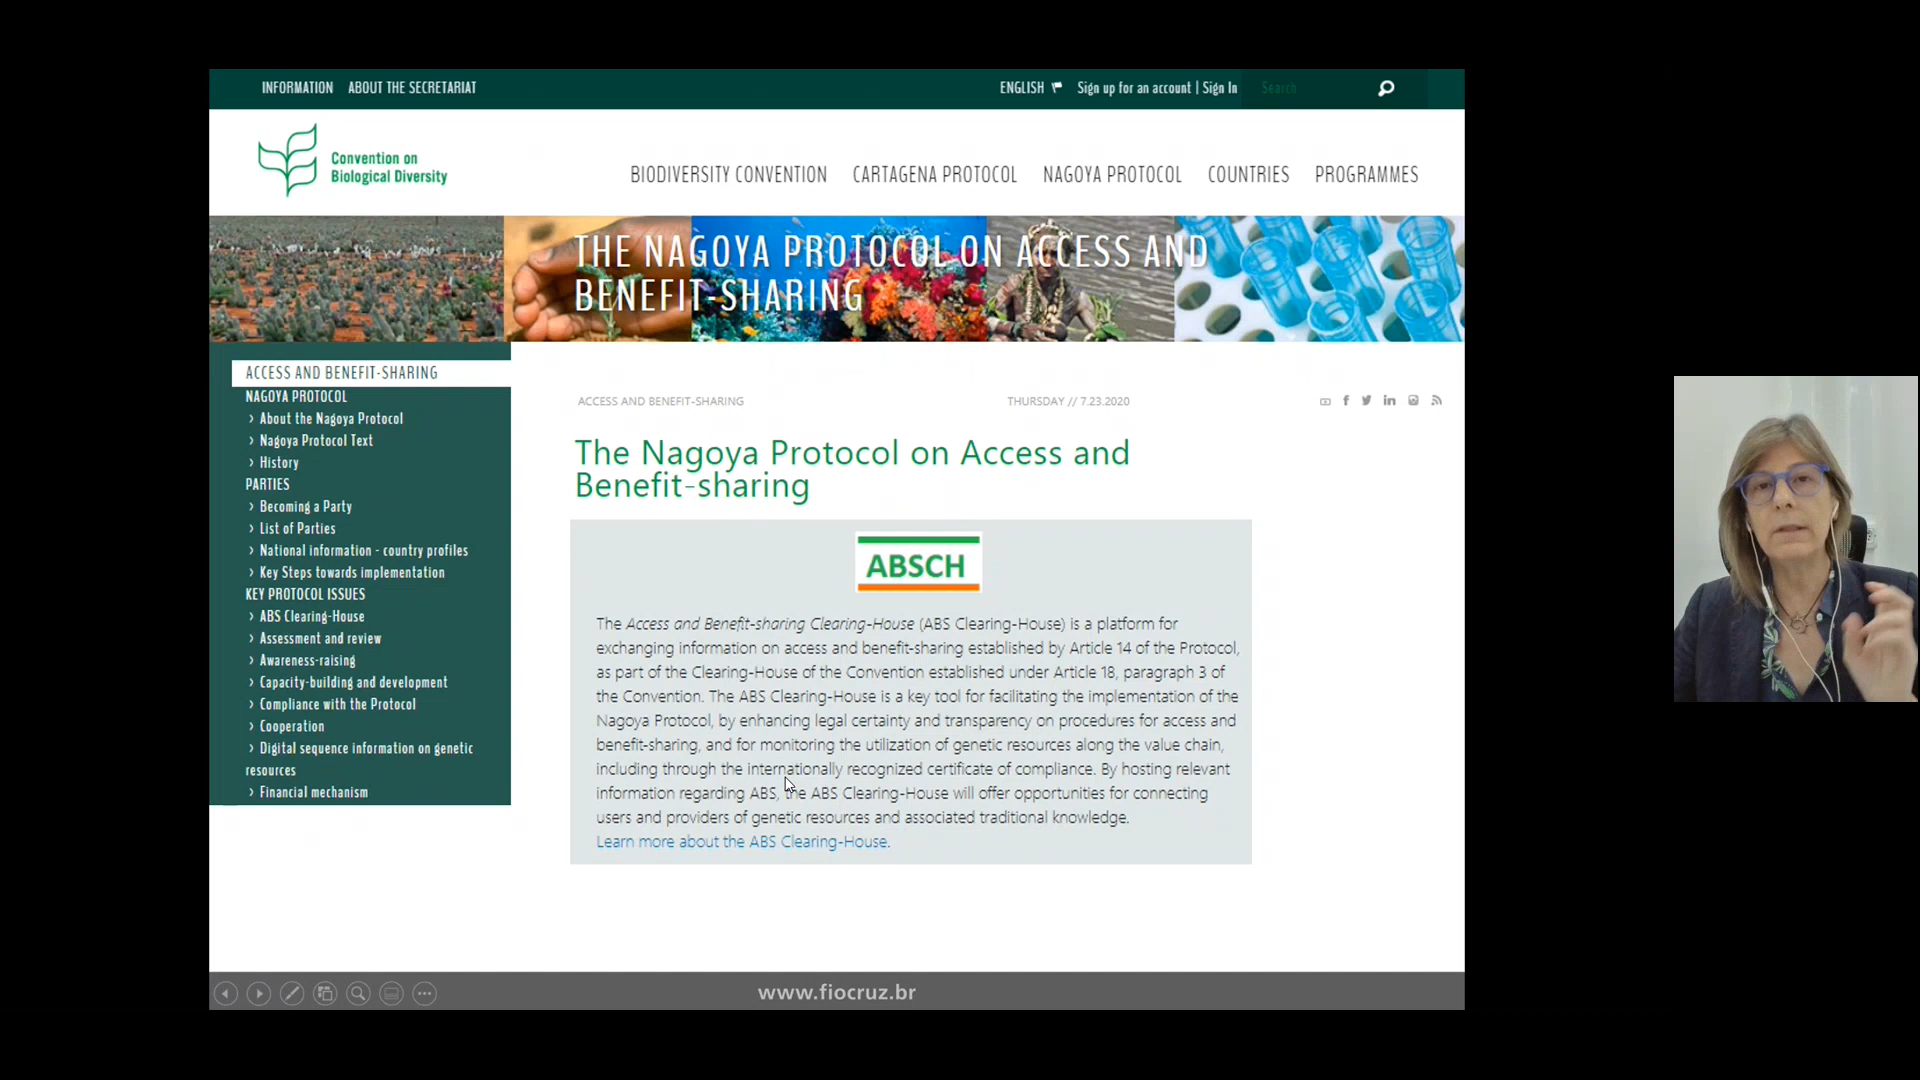 INFORMATION ABOUT THE SECRETARIAT
ENGLISH Sign up for an account | Sign In Search
Convention on
Biological Diversity
BIODIVERSITY CONVENTION CARTAGENA PROTOCOL NAGOYA PROTOCOL COUNTRIES PROGRAMMES
THE NAGOYA PROTOCOL ON ACCESS AND
BENEFIT-SHARING
ACCESS AND BENEFIT-SHARING
NAGOYA PROTOCOL
› About the Nagoya Protocol
› Nagoya Protocol Text
› History
PARTIES
› Becoming a Party
› List of Parties
› National information - country profiles
› Key Steps towards implementation
KEY PROTOCOL ISSUES
› ABS Clearing-House
› Assessment and review
› Awareness-raising
› Capacity-building and development
› Compliance with the Protocol
› Cooperation
› Digital sequence information on genetic
resources
› Financial mechanism
ACCESS AND BENEFIT-SHARING
THURSDAY // 7.23.2020
The Nagoya Protocol on Access and
Benefit-sharing
ABSCH
The Access and Benefit-sharing Clearing-House (ABS Clearing-House) is a platform for
exchanging information on access and benefit-sharing established by Article 14 of the Protocol,
as part of the Clearing-House of the Convention established under Article 18, paragraph 3 of
the Convention. The ABS Clearing-House is a key tool for facilitating the implementation of the
Nagoya Protocol, by enhancing legal certainty and transparency on procedures for access and
benefit-sharing, and for monitoring the utilization of genetic resources along the value chain,
including through the internationally recognized certificate of compliance. By hosting relevant
information regarding ABS, the ABS Clearing-House will offer opportunities for connecting
users and providers of genetic resources and associated traditional knowledge.
Learn more about the ABS Clearing-House.
www.fiocruz.br